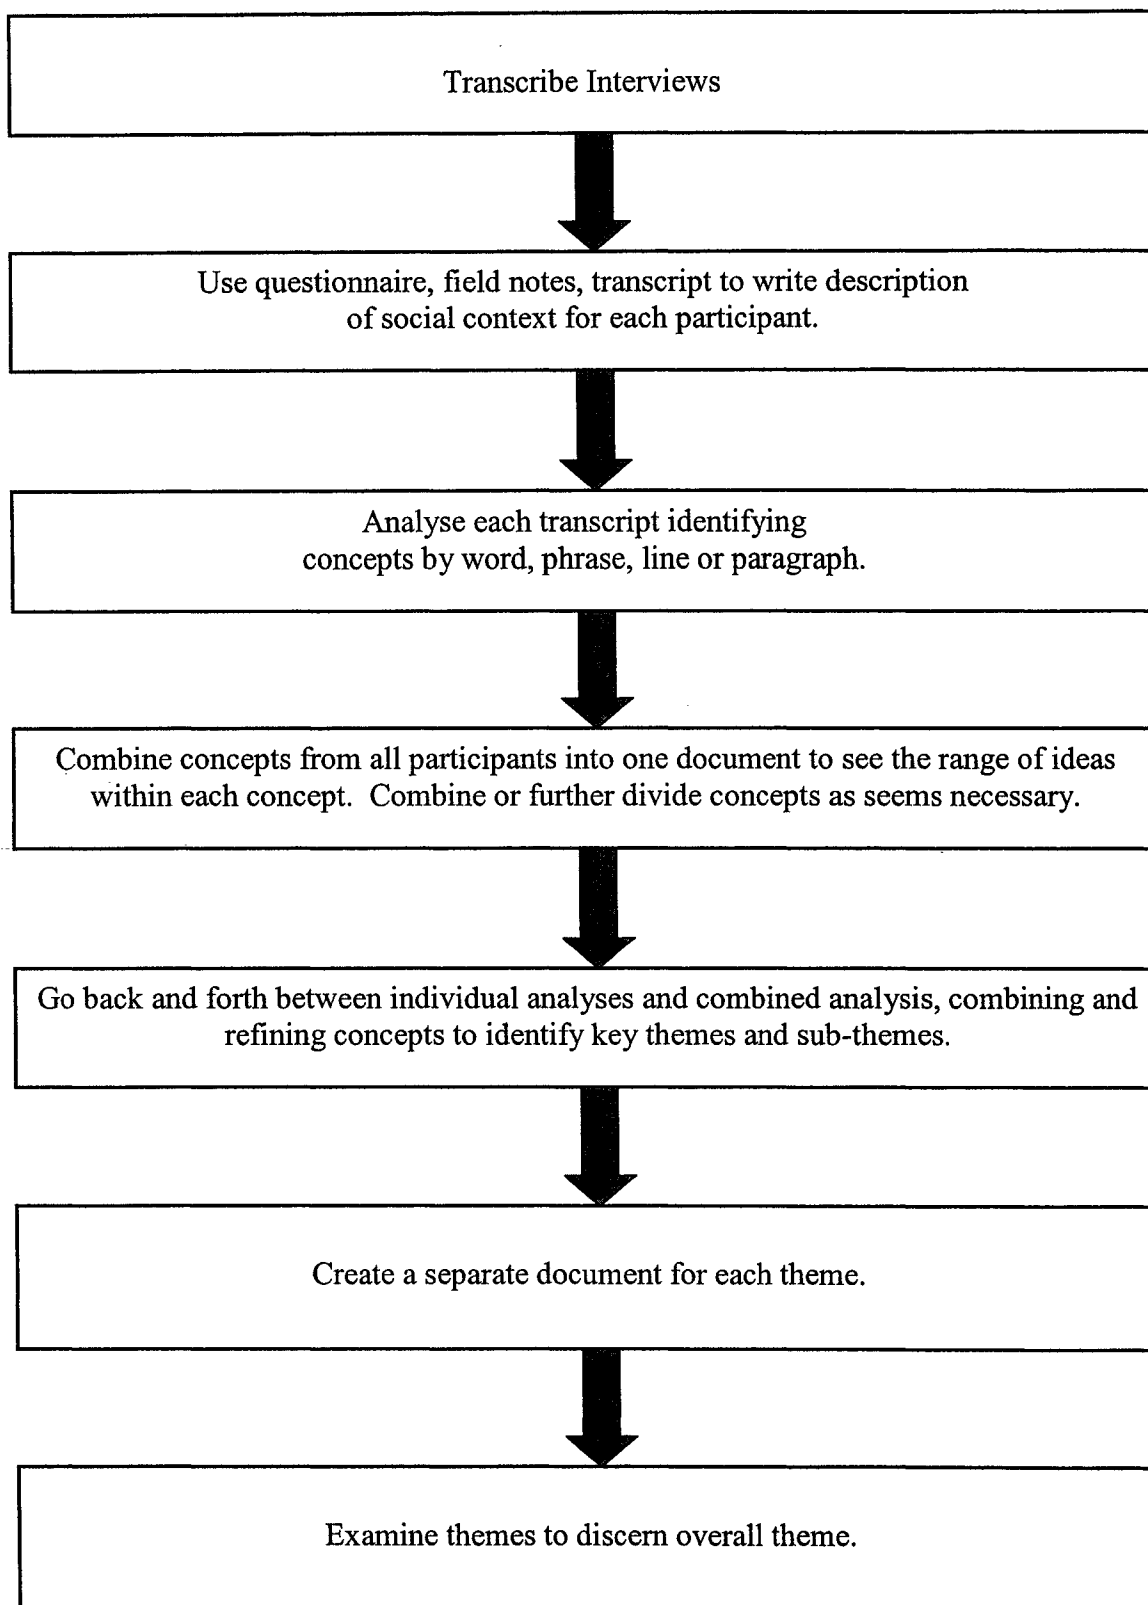 Transcribe Interviews
Use questionnaire, field notes, transcript to write description
of social context for each participant.
Analyse each transcript identifying
concepts by word, phrase, line or paragraph.
Combine concepts from all participants into one document to see the range of ideas
within each concept.  Combine or further divide concepts as seems necessary.
Go back and forth between individual analyses and combined analysis, combining and
refining concepts to identify key themes and sub-themes.
Create a separate document for each theme.
Examine themes to discern overall theme.